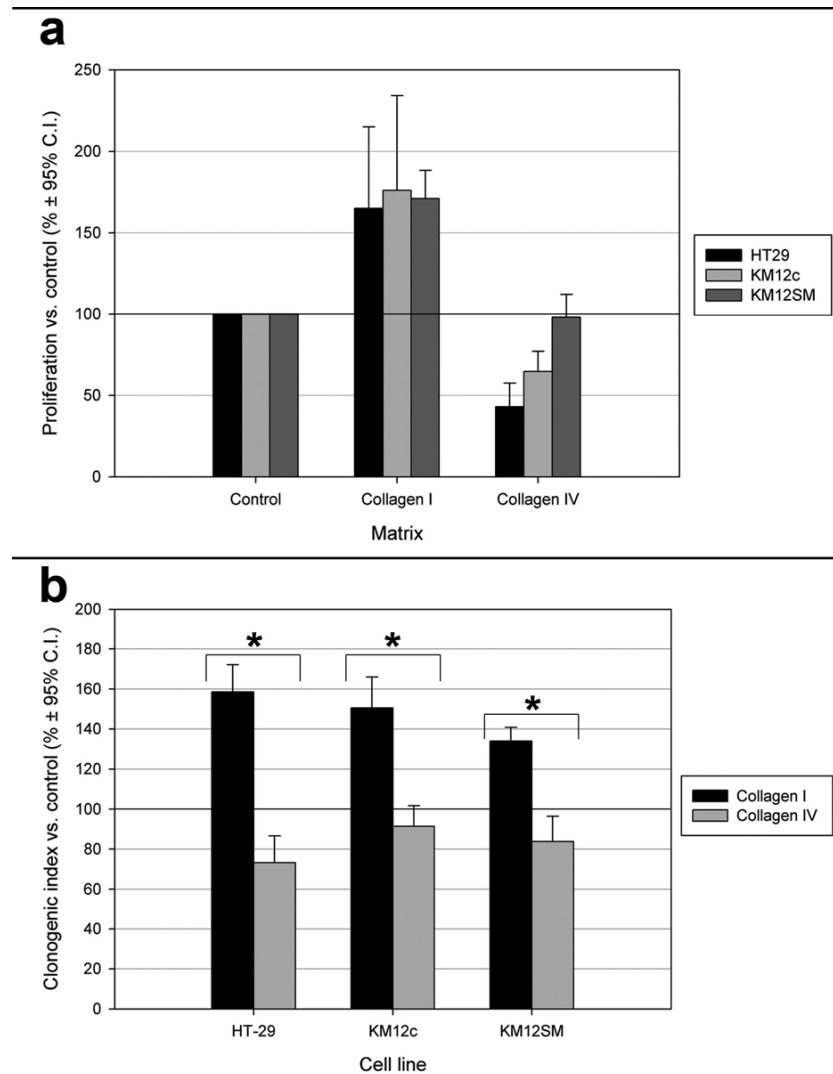 a
Proliferation vs. control (% ± 95% C.I.)
250
200
150
100
50
0
Control
Collagen I
Collagen IV
Matrix
HT29
KM12c
KM12SM
b
Clonogenic index vs. control (% ± 95% C.I.)
200
180
160
140
120
100
80
60
40
20
0
*
*
*
HT-29
KM12c
KM12SM
Cell line
Collagen I
Collagen IV